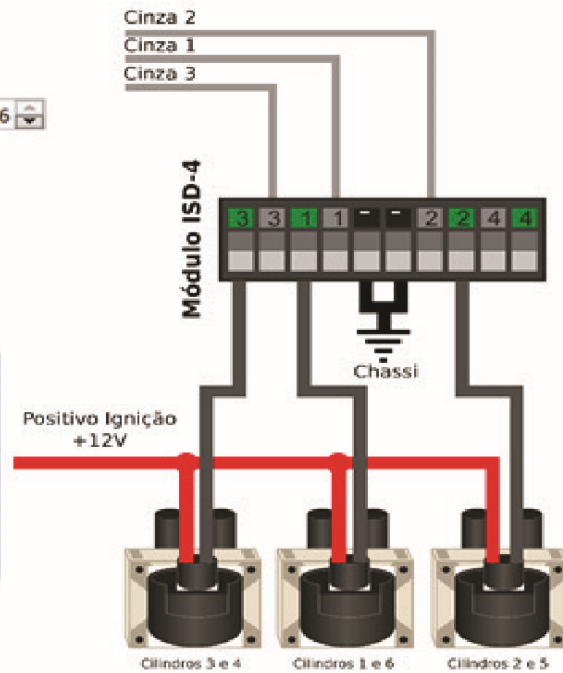 Cinza 2
Cinza 1
Cinza 3
6
Módulo ISD-4
3 3 1 1 - - 2 2 4 4
Chassi
Positivo Ignição
+12V
Cilindros 3 e 4
Cilindros 1 e 6
Cilindros 2 e 5